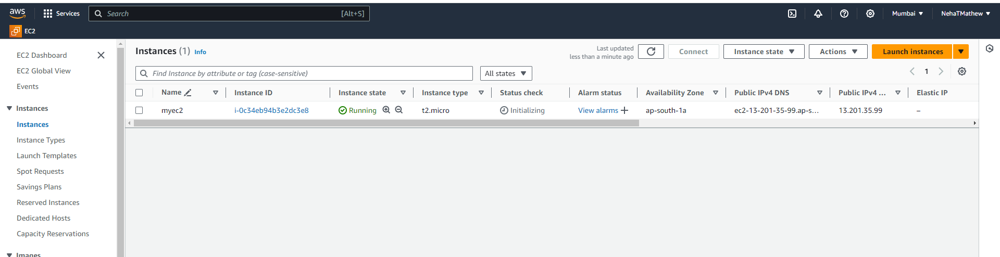 aws
Services
Search
[Alt+S]
Mumbai
NehaTMathew
EC2
EC2 Dashboard
EC2 Global View
Events
Instances
Instances
Instance Types
Launch Templates
Spot Requests
Savings Plans
Reserved Instances
Dedicated Hosts
Capacity Reservations
Images
Instances (1) Info
Last updated
less than a minute ago
Connect
Instance state
Actions
Launch instances
Find Instance by attribute or tag (case-sensitive)
All states
1
Name Instance ID Instance state Instance type Status check Alarm status Availability Zone Public IPv4 DNS Public IPv4 ... Elastic IP
myec2 i-0c34eb94b3e2dc3e8 Running t2.micro Initializing View alarms + ap-south-1a ec2-13-201-35-99.ap-s... 13.201.35.99 –